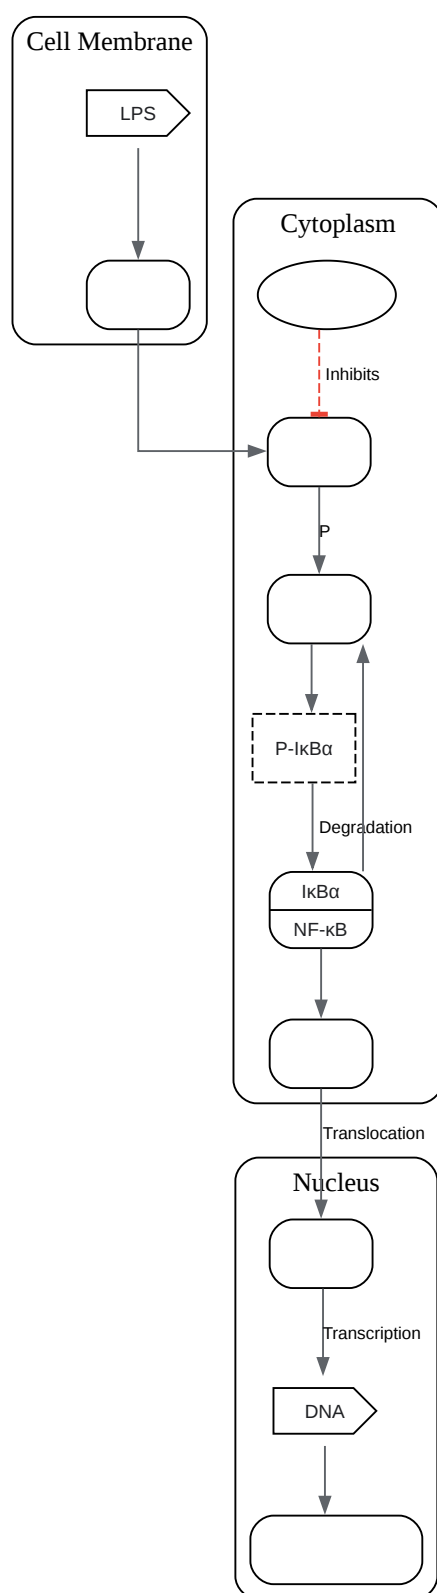 Cell Membrane
LPS
Cytoplasm
Inhibits
P
P-IκBα
Degradation
IκBα
NF-κB
Translocation
Nucleus
Transcription
DNA